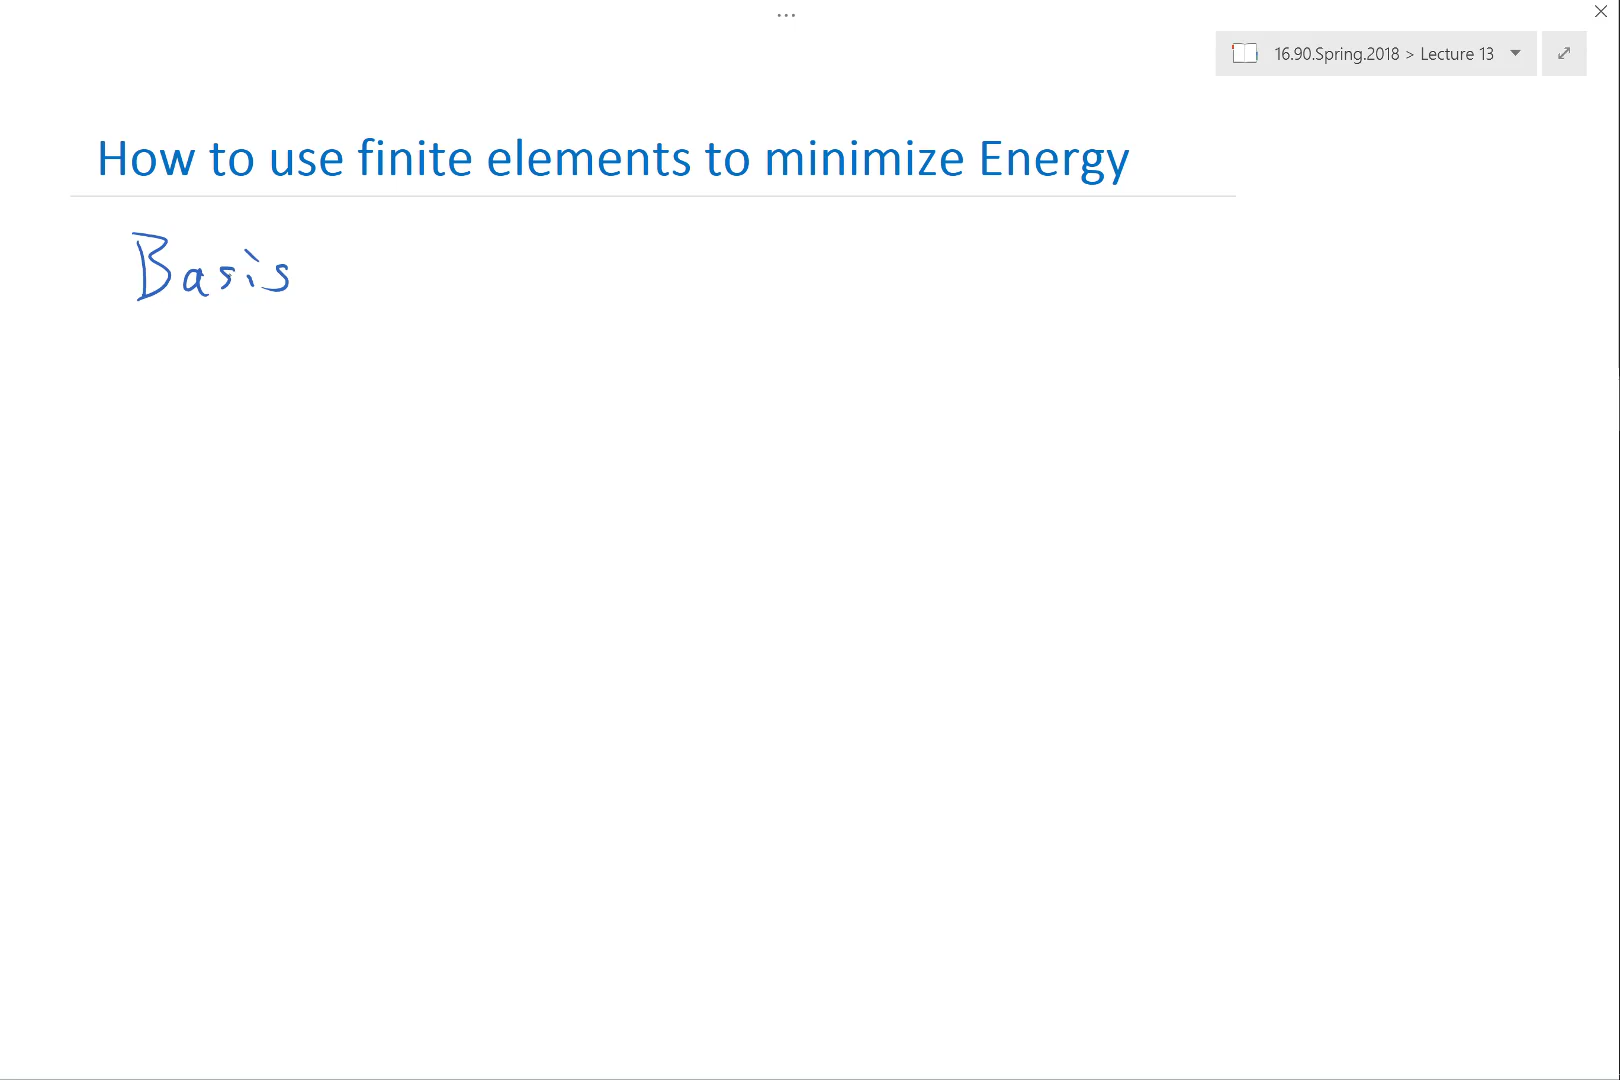 ...
16.90.Spring.2018 > Lecture 13
How to use finite elements to minimize Energy
Basis